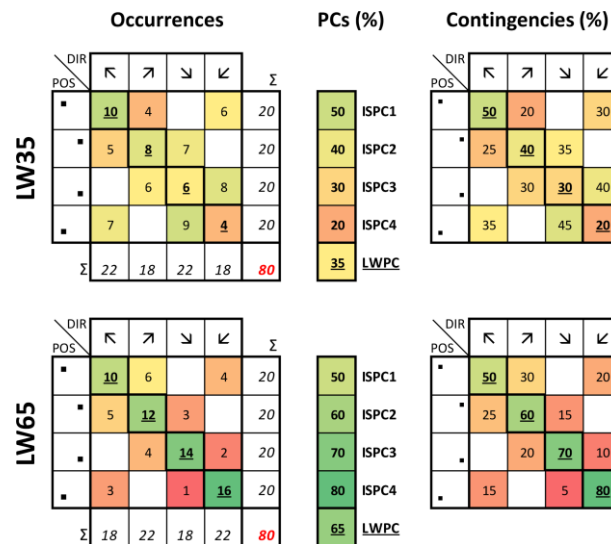 Occurrences PCs (%) Contingencies (%)
LW35
DIR POS ↖ ↗ ↘ ↙ Σ
10 4 6 20
5 8 7 20
6 6 8 20
7 9 4 20
Σ 22 18 22 18 80
50 ISPC1
40 ISPC2
30 ISPC3
20 ISPC4
35 LWPC
DIR POS ↖ ↗ ↘ ↙
50 20 30
25 40 35
30 30 40
35 45 20
LW65
DIR POS ↖ ↗ ↘ ↙ Σ
10 6 4 20
5 12 3 20
4 14 2 20
3 1 16 20
Σ 18 22 18 22 80
50 ISPC1
60 ISPC2
70 ISPC3
80 ISPC4
65 LWPC
DIR POS ↖ ↗ ↘ ↙
50 30 20
25 60 15
20 70 10
15 5 80